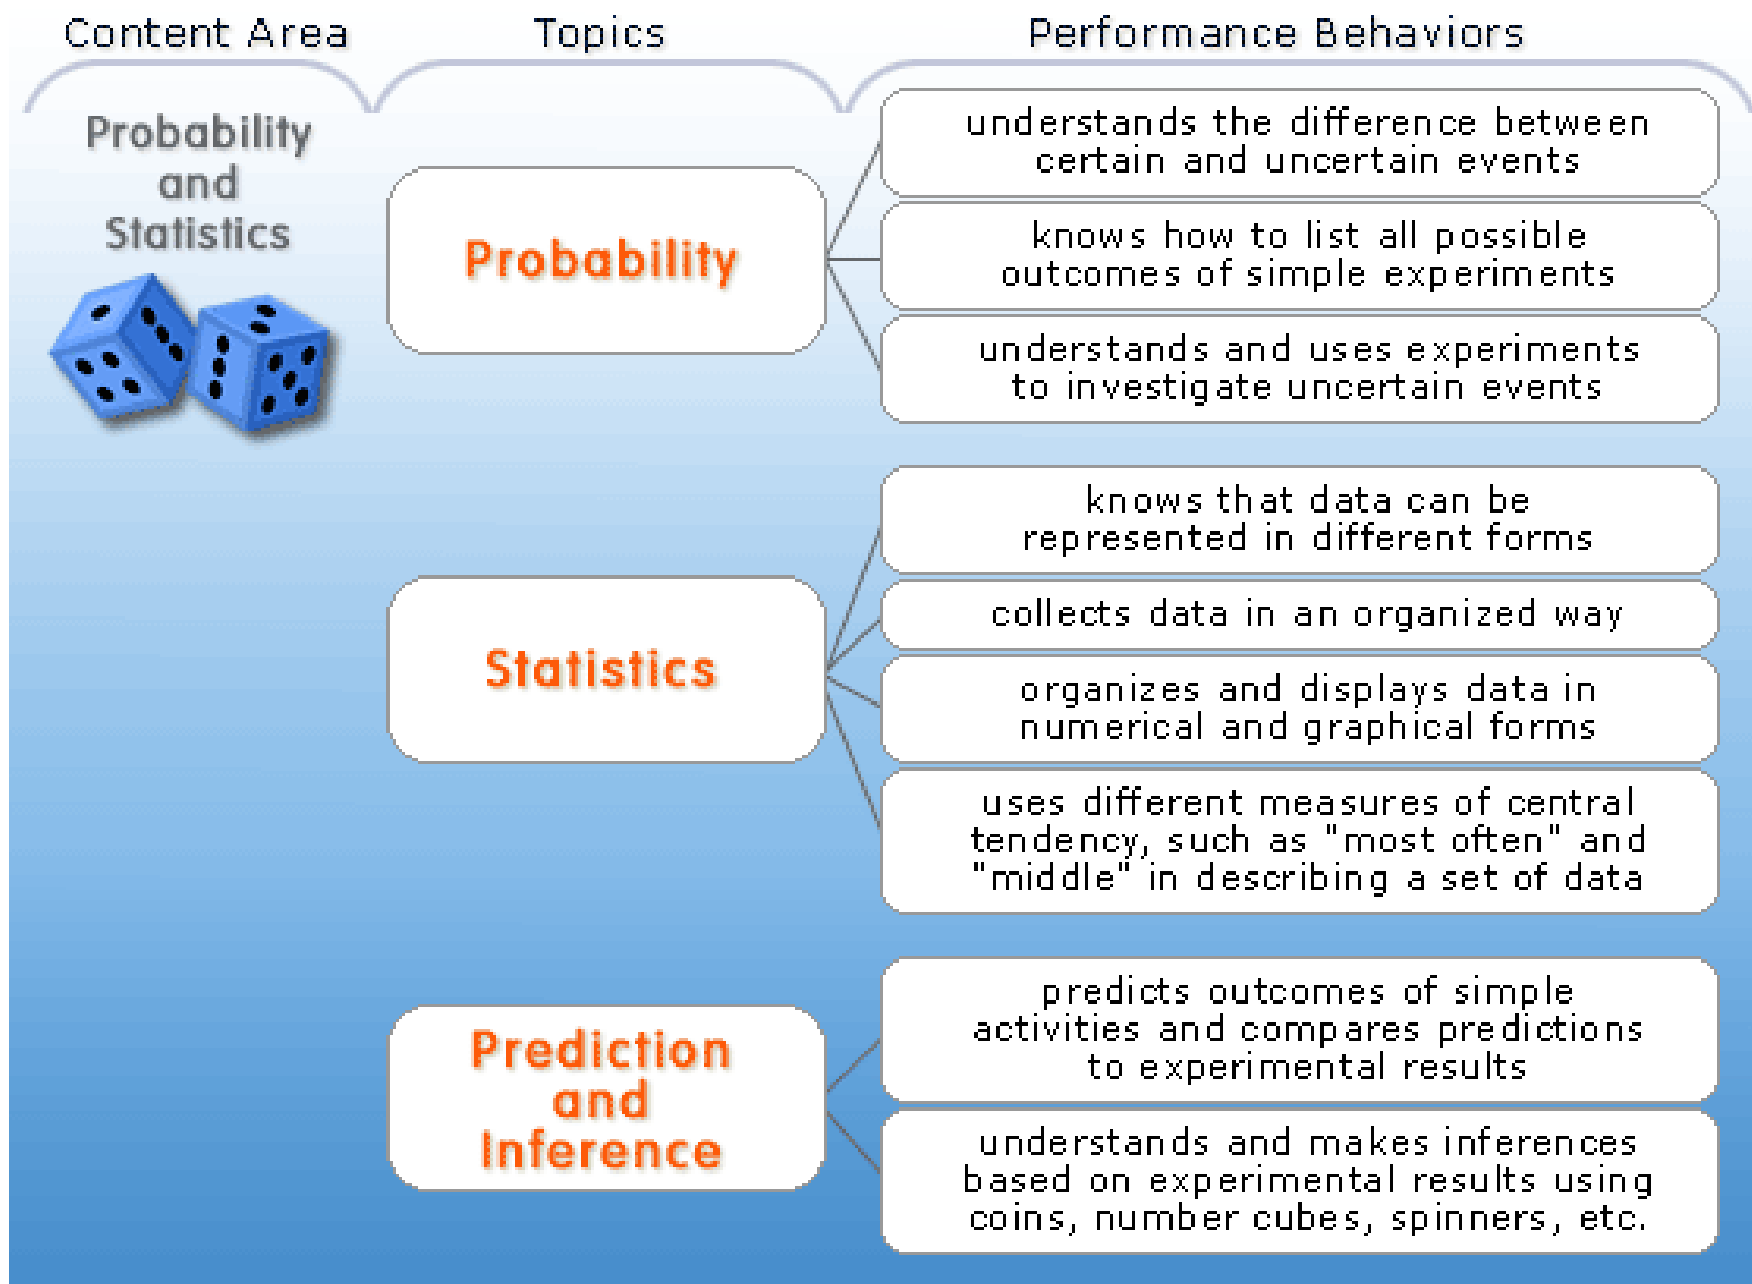 Content Area
Topics
Performance Behaviors
Probability
and
Statistics
Probability
understands the difference between
certain and uncertain events
knows how to list all possible
outcomes of simple experiments
understands and uses experiments
to investigate uncertain events
Statistics
knows that data can be
represented in different forms
collects data in an organized way
organizes and displays data in
numerical and graphical forms
uses different measures of central
tendency, such as "most often" and
"middle" in describing a set of data
Prediction
and
Inference
predicts outcomes of simple
activities and compares predictions
to experimental results
understands and makes inferences
based on experimental results using
coins, number cubes, spinners, etc.